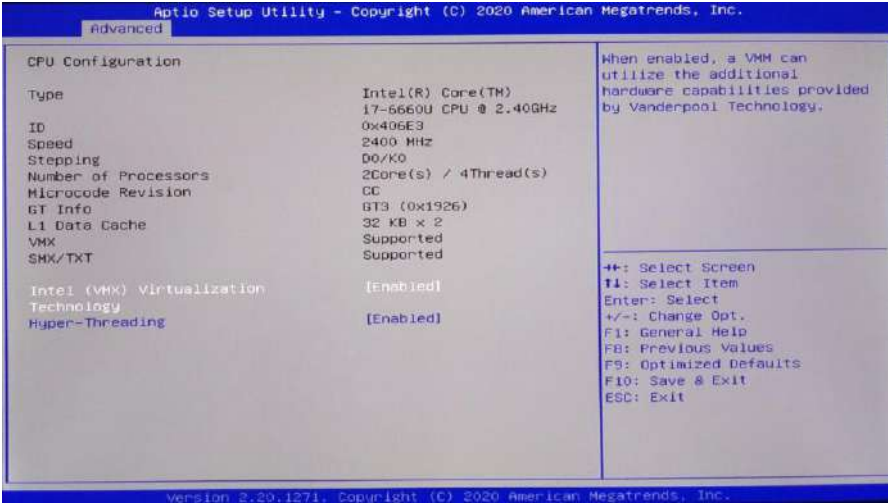 Aptio Setup Utility – Copyright (C) 2020 American Megatrends, Inc.
Advanced
CPU Configuration
Type Intel(R) Core(TM)
i7-6660U CPU @ 2.40GHz
ID 0x406E3
Speed 2400 MHz
Stepping D0/K0
Number of Processors 2Core(s) / 4Thread(s)
Microcode Revision CC
GT Info GT3 (0x1926)
L1 Data Cache 32 KB x 2
VMX Supported
SMX/TXT Supported
Intel (VMX) Virtualization [Enabled]
Technology
Hyper-Threading [Enabled]
When enabled, a VMM can
utilize the additional
hardware capabilities provided
by Vanderpool Technology.
→←: Select Screen
↑↓: Select Item
Enter: Select
+/-: Change Opt.
F1: General Help
F8: Previous Values
F9: Optimized Defaults
F10: Save & Exit
ESC: Exit
Version 2.20.1271. Copyright (C) 2020 American Megatrends, Inc.